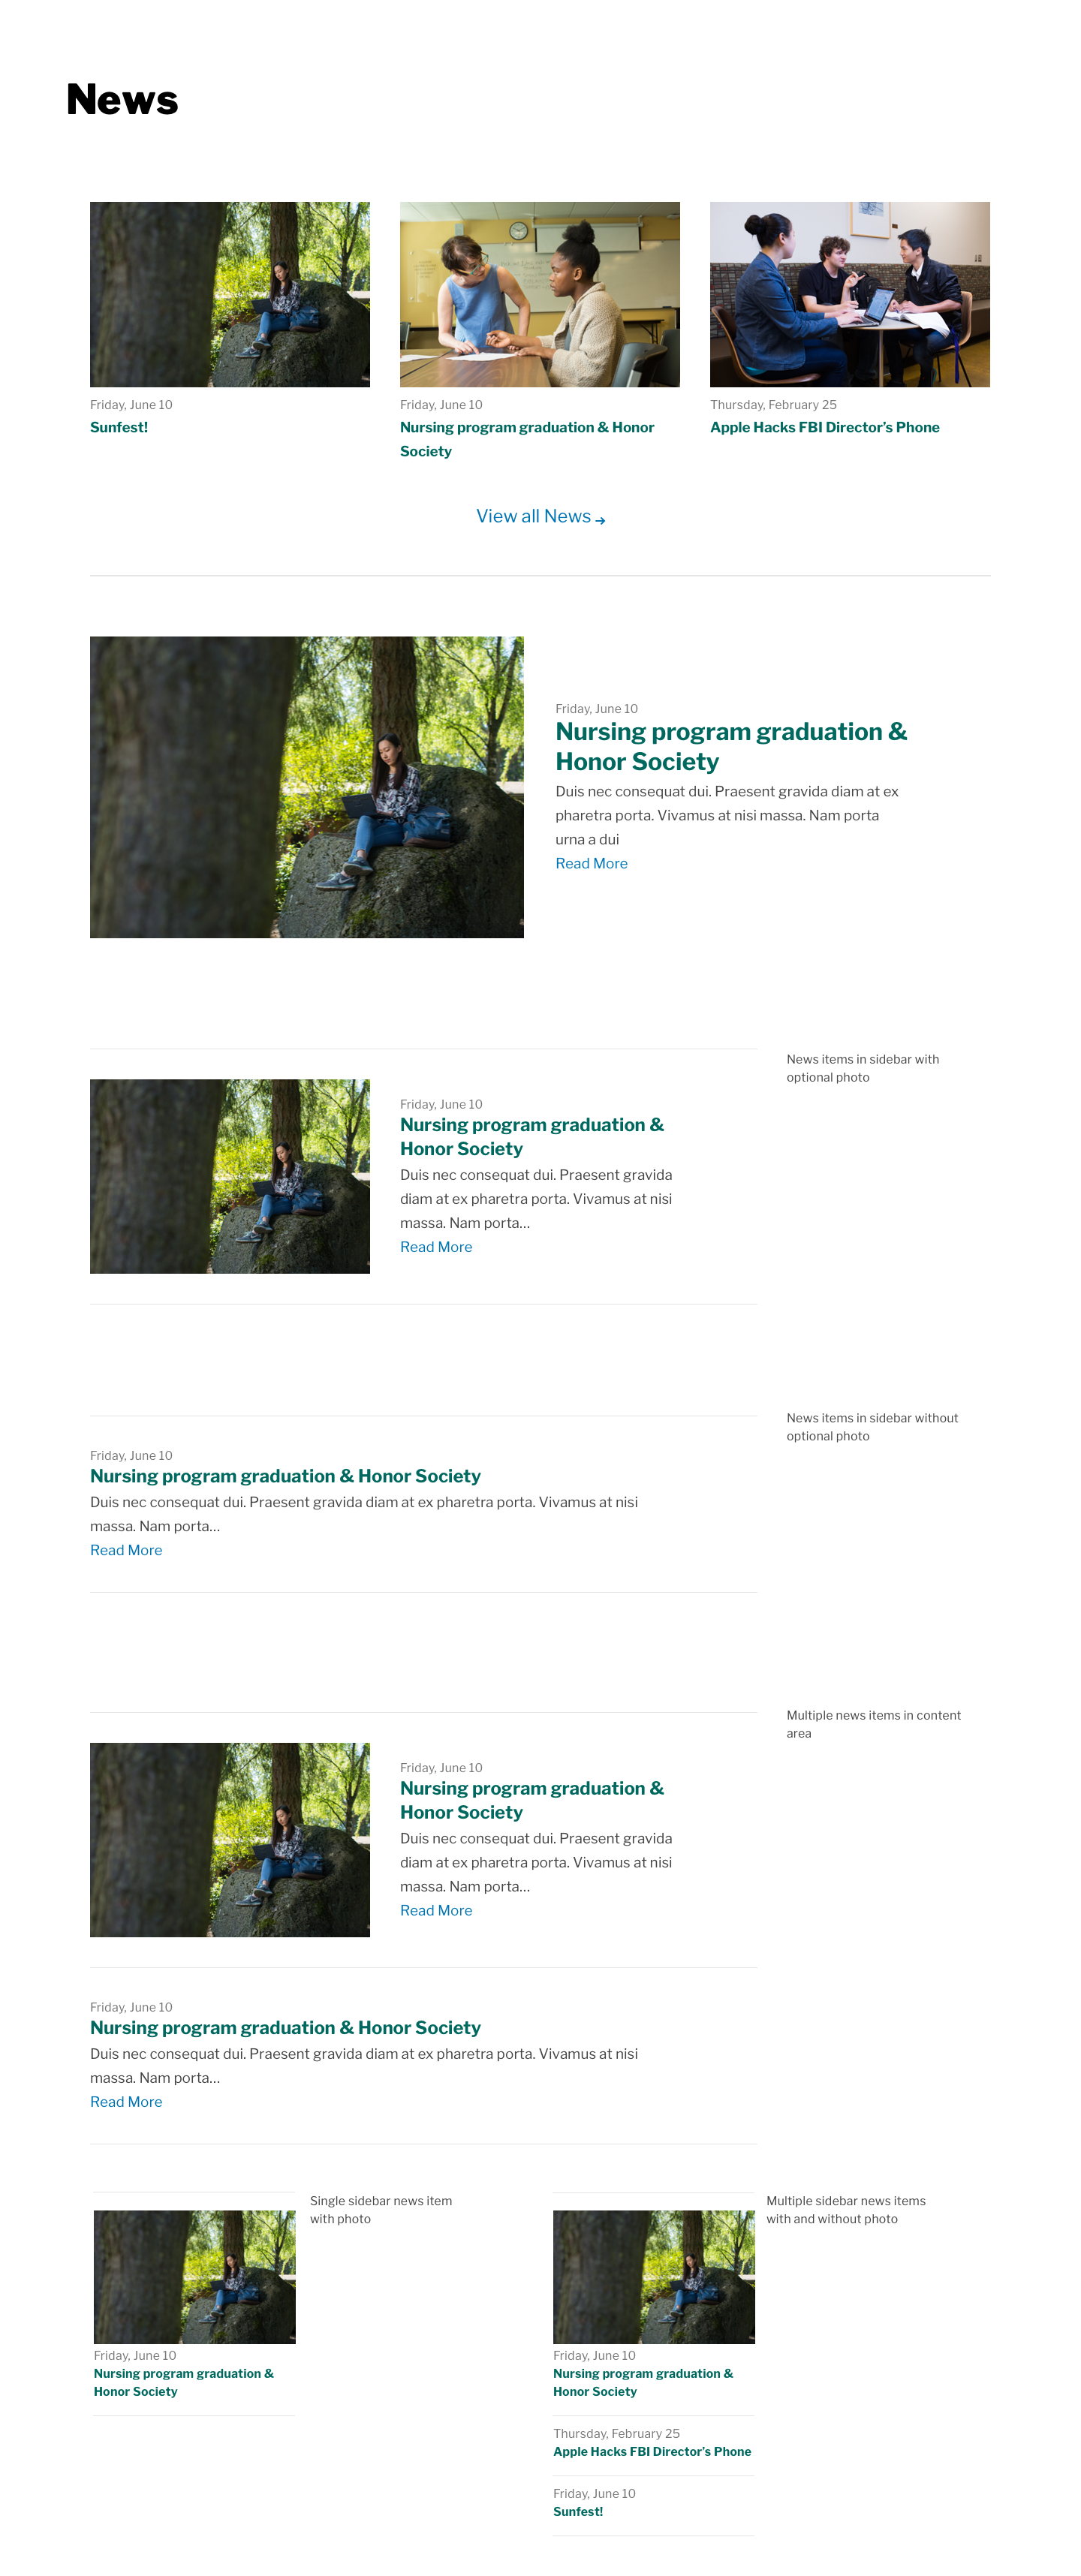 News
Friday, June 10
Sunfest!
Friday, June 10
Nursing program graduation & Honor
Society
Thursday, February 25
Apple Hacks FBI Director’s Phone
View all News →
Friday, June 10
Nursing program graduation &
Honor Society
Duis nec consequat dui. Praesent gravida diam at ex
pharetra porta. Vivamus at nisi massa. Nam porta
urna a dui
Read More
News items in sidebar with
optional photo
Friday, June 10
Nursing program graduation &
Honor Society
Duis nec consequat dui. Praesent gravida
diam at ex pharetra porta. Vivamus at nisi
massa. Nam porta...
Read More
News items in sidebar without
optional photo
Friday, June 10
Nursing program graduation & Honor Society
Duis nec consequat dui. Praesent gravida diam at ex pharetra porta. Vivamus at nisi
massa. Nam porta...
Read More
Multiple news items in content
area
Friday, June 10
Nursing program graduation &
Honor Society
Duis nec consequat dui. Praesent gravida
diam at ex pharetra porta. Vivamus at nisi
massa. Nam porta...
Read More
Friday, June 10
Nursing program graduation & Honor Society
Duis nec consequat dui. Praesent gravida diam at ex pharetra porta. Vivamus at nisi
massa. Nam porta...
Read More
Single sidebar news item
with photo
Friday, June 10
Nursing program graduation &
Honor Society
Multiple sidebar news items
with and without photo
Friday, June 10
Nursing program graduation &
Honor Society
Thursday, February 25
Apple Hacks FBI Director’s Phone
Friday, June 10
Sunfest!